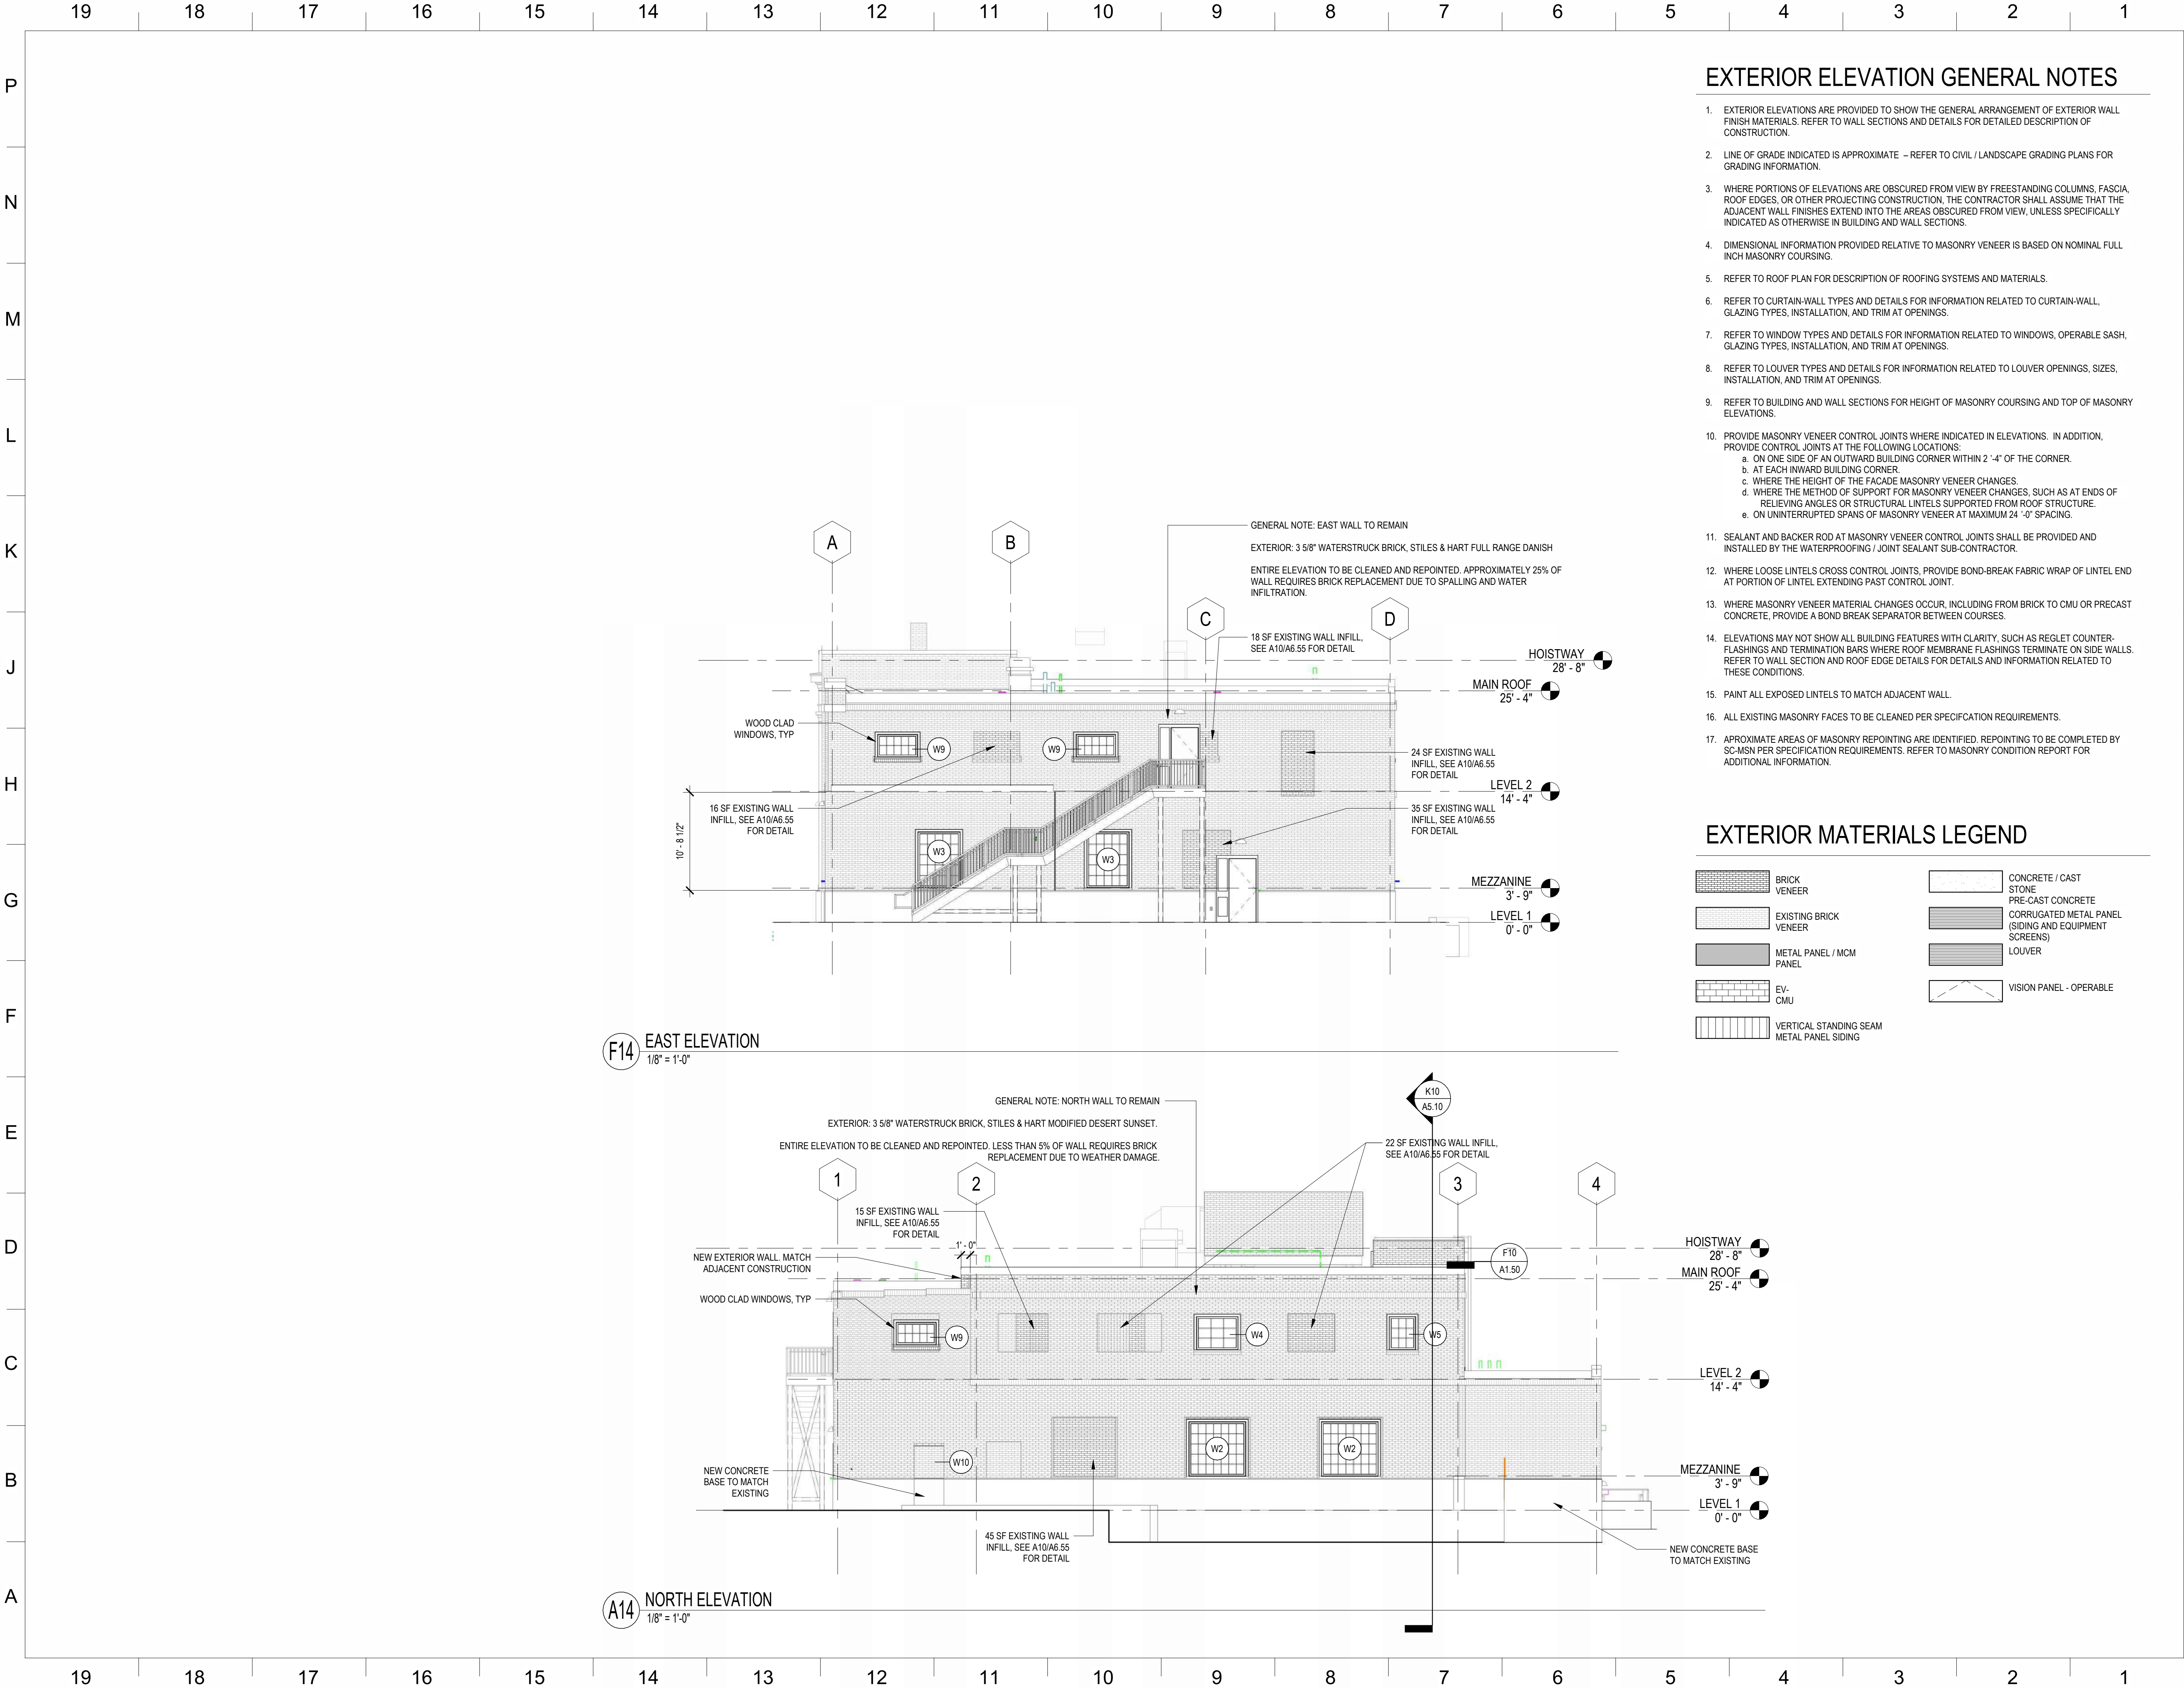 19 18 17 16 15 14 13 12 11 10 9 8 7 6 5 4 3 2 1
P
N
M
L
K
J
H
G
F
E
D
C
B
A
EXTERIOR ELEVATION GENERAL NOTES
1. EXTERIOR ELEVATIONS ARE PROVIDED TO SHOW THE GENERAL ARRANGEMENT OF EXTERIOR WALL
FINISH MATERIALS. REFER TO WALL SECTIONS AND DETAILS FOR DETAILED DESCRIPTION OF
CONSTRUCTION.
2. LINE OF GRADE INDICATED IS APPROXIMATE – REFER TO CIVIL / LANDSCAPE GRADING PLANS FOR
GRADING INFORMATION.
3. WHERE PORTIONS OF ELEVATIONS ARE OBSCURED FROM VIEW BY FREESTANDING COLUMNS, FASCIA,
ROOF EDGES, OR OTHER PROJECTING CONSTRUCTION, THE CONTRACTOR SHALL ASSUME THAT THE
ADJACENT WALL FINISHES EXTEND INTO THE AREAS OBSCURED FROM VIEW, UNLESS SPECIFICALLY
INDICATED AS OTHERWISE IN BUILDING AND WALL SECTIONS.
4. DIMENSIONAL INFORMATION PROVIDED RELATIVE TO MASONRY VENEER IS BASED ON NOMINAL FULL
INCH MASONRY COURSING.
5. REFER TO ROOF PLAN FOR DESCRIPTION OF ROOFING SYSTEMS AND MATERIALS.
6. REFER TO CURTAIN-WALL TYPES AND DETAILS FOR INFORMATION RELATED TO CURTAIN-WALL,
GLAZING TYPES, INSTALLATION, AND TRIM AT OPENINGS.
7. REFER TO WINDOW TYPES AND DETAILS FOR INFORMATION RELATED TO WINDOWS, OPERABLE SASH,
GLAZING TYPES, INSTALLATION, AND TRIM AT OPENINGS.
8. REFER TO LOUVER TYPES AND DETAILS FOR INFORMATION RELATED TO LOUVER OPENINGS, SIZES,
INSTALLATION, AND TRIM AT OPENINGS.
9. REFER TO BUILDING AND WALL SECTIONS FOR HEIGHT OF MASONRY COURSING AND TOP OF MASONRY
ELEVATIONS.
10. PROVIDE MASONRY VENEER CONTROL JOINTS WHERE INDICATED IN ELEVATIONS. IN ADDITION,
PROVIDE CONTROL JOINTS AT THE FOLLOWING LOCATIONS:
a. ON ONE SIDE OF AN OUTWARD BUILDING CORNER WITHIN 2 '-4" OF THE CORNER.
b. AT EACH INWARD BUILDING CORNER.
c. WHERE THE HEIGHT OF THE FACADE MASONRY VENEER CHANGES.
d. WHERE THE METHOD OF SUPPORT FOR MASONRY VENEER CHANGES, SUCH AS AT ENDS OF
RELIEVING ANGLES OR STRUCTURAL LINTELS SUPPORTED FROM ROOF STRUCTURE.
e. ON UNINTERRUPTED SPANS OF MASONRY VENEER AT MAXIMUM 24 '-0" SPACING.
11. SEALANT AND BACKER ROD AT MASONRY VENEER CONTROL JOINTS SHALL BE PROVIDED AND
INSTALLED BY THE WATERPROOFING / JOINT SEALANT SUB-CONTRACTOR.
12. WHERE LOOSE LINTELS CROSS CONTROL JOINTS, PROVIDE BOND-BREAK FABRIC WRAP OF LINTEL END
AT PORTION OF LINTEL EXTENDING PAST CONTROL JOINT.
13. WHERE MASONRY VENEER MATERIAL CHANGES OCCUR, INCLUDING FROM BRICK TO CMU OR PRECAST
CONCRETE, PROVIDE A BOND BREAK SEPARATOR BETWEEN COURSES.
14. ELEVATIONS MAY NOT SHOW ALL BUILDING FEATURES WITH CLARITY, SUCH AS REGLET COUNTER-
FLASHINGS AND TERMINATION BARS WHERE ROOF MEMBRANE FLASHINGS TERMINATE ON SIDE WALLS.
REFER TO WALL SECTION AND ROOF EDGE DETAILS FOR DETAILS AND INFORMATION RELATED TO
THESE CONDITIONS.
15. PAINT ALL EXPOSED LINTELS TO MATCH ADJACENT WALL.
16. ALL EXISTING MASONRY FACES TO BE CLEANED PER SPECIFCATION REQUIREMENTS.
17. APROXIMATE AREAS OF MASONRY REPOINTING ARE IDENTIFIED. REPOINTING TO BE COMPLETED BY
SC-MSN PER SPECIFICATION REQUIREMENTS. REFER TO MASONRY CONDITION REPORT FOR
ADDITIONAL INFORMATION.
EXTERIOR MATERIALS LEGEND
BRICK
VENEER
EXISTING BRICK
VENEER
METAL PANEL / MCM
PANEL
EV-
CMU
VERTICAL STANDING SEAM
METAL PANEL SIDING
CONCRETE / CAST
STONE
PRE-CAST CONCRETE
CORRUGATED METAL PANEL
(SIDING AND EQUIPMENT
SCREENS)
LOUVER
VISION PANEL - OPERABLE
A
B
C
D
GENERAL NOTE: EAST WALL TO REMAIN
EXTERIOR: 3 5/8" WATERSTRUCK BRICK, STILES & HART FULL RANGE DANISH
ENTIRE ELEVATION TO BE CLEANED AND REPOINTED. APPROXIMATELY 25% OF
WALL REQUIRES BRICK REPLACEMENT DUE TO SPALLING AND WATER
INFILTRATION.
18 SF EXISTING WALL INFILL,
SEE A10/A6.55 FOR DETAIL
HOISTWAY
28' - 8"
MAIN ROOF
25' - 4"
WOOD CLAD
WINDOWS, TYP
W9
W9
24 SF EXISTING WALL
INFILL, SEE A10/A6.55
FOR DETAIL
LEVEL 2
14' - 4"
16 SF EXISTING WALL
INFILL, SEE A10/A6.55
FOR DETAIL
35 SF EXISTING WALL
INFILL, SEE A10/A6.55
FOR DETAIL
10' - 8 1/2"
W3
W3
MEZZANINE
3' - 9"
LEVEL 1
0' - 0"
F14
EAST ELEVATION
1/8" = 1'-0"
K10
A5.10
GENERAL NOTE: NORTH WALL TO REMAIN
EXTERIOR: 3 5/8" WATERSTRUCK BRICK, STILES & HART MODIFIED DESERT SUNSET.
ENTIRE ELEVATION TO BE CLEANED AND REPOINTED. LESS THAN 5% OF WALL REQUIRES BRICK
REPLACEMENT DUE TO WEATHER DAMAGE.
22 SF EXISTING WALL INFILL,
SEE A10/A6.55 FOR DETAIL
1
2
3
4
15 SF EXISTING WALL
INFILL, SEE A10/A6.55
FOR DETAIL
1' - 0"
NEW EXTERIOR WALL. MATCH
ADJACENT CONSTRUCTION
F10
A1.50
HOISTWAY
28' - 8"
MAIN ROOF
25' - 4"
WOOD CLAD WINDOWS, TYP
W9
W4
W5
LEVEL 2
14' - 4"
W10
W2
W2
NEW CONCRETE
BASE TO MATCH
EXISTING
MEZZANINE
3' - 9"
LEVEL 1
0' - 0"
45 SF EXISTING WALL
INFILL, SEE A10/A6.55
FOR DETAIL
NEW CONCRETE BASE
TO MATCH EXISTING
A14
NORTH ELEVATION
1/8" = 1'-0"
19 18 17 16 15 14 13 12 11 10 9 8 7 6 5 4 3 2 1